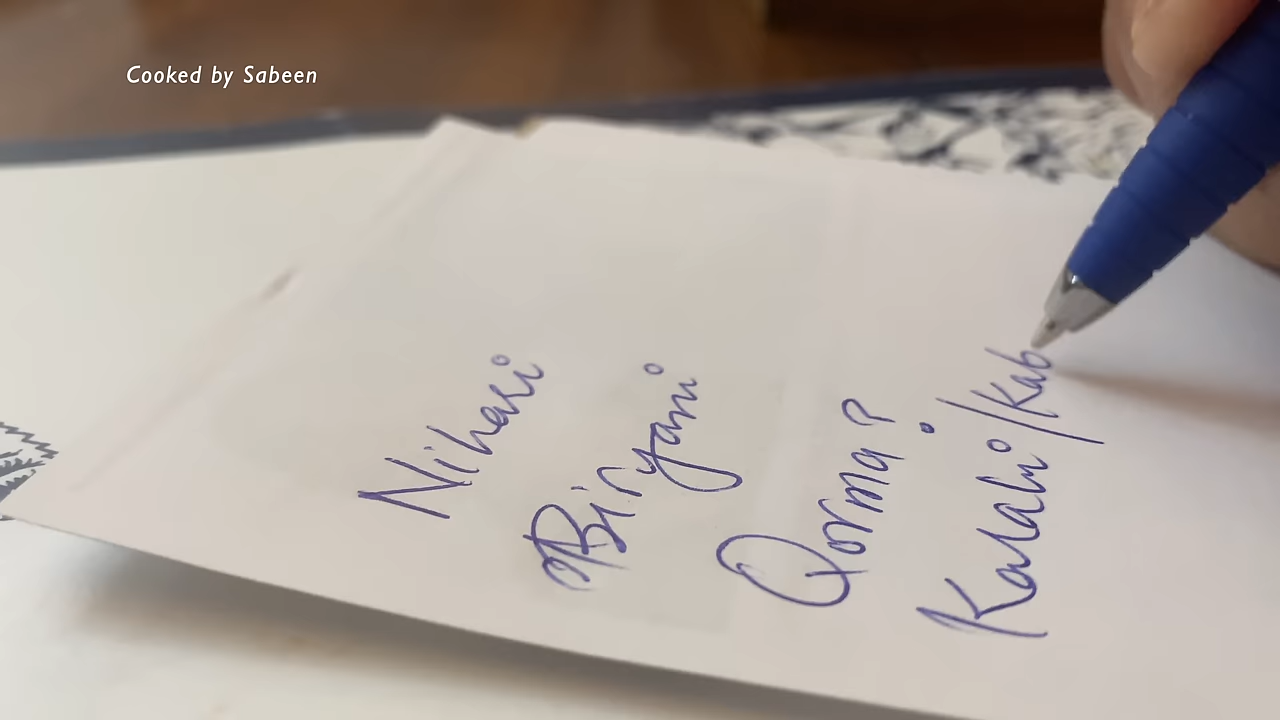 Cooked by Sabeen
Nihari
Biryani
Qorma?
Karahi/Kab